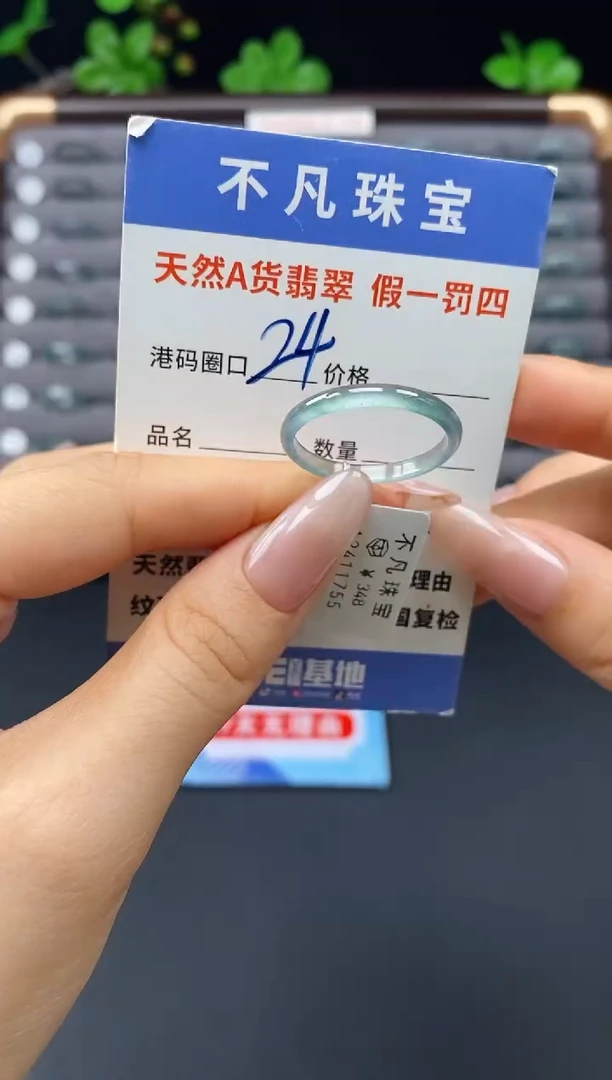 不凡珠宝
天然A货翡翠 假一罚四
港码圈口 24 价格
品名 数量
不凡珠宝
¥348
天然 理由
纹 复检
基地